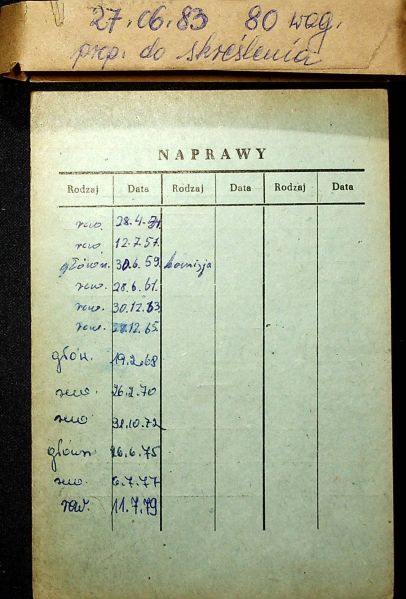 27.06.83 80 wag.
prop. do skreślenia
NAPRAWY
Rodzaj Data Rodzaj Data Rodzaj Data
rew. 28.4.
rew. 12.7.57.
główn. 30.6.59. komisja
rew. 28.6.61.
rew. 30.12.63.
rew. 28.12.65.
głón. 19.2.68
rew. 26.2.70
rew 31.10.72
główn. 26.6.75
rew. 6.7.77
rew. 11.7.79